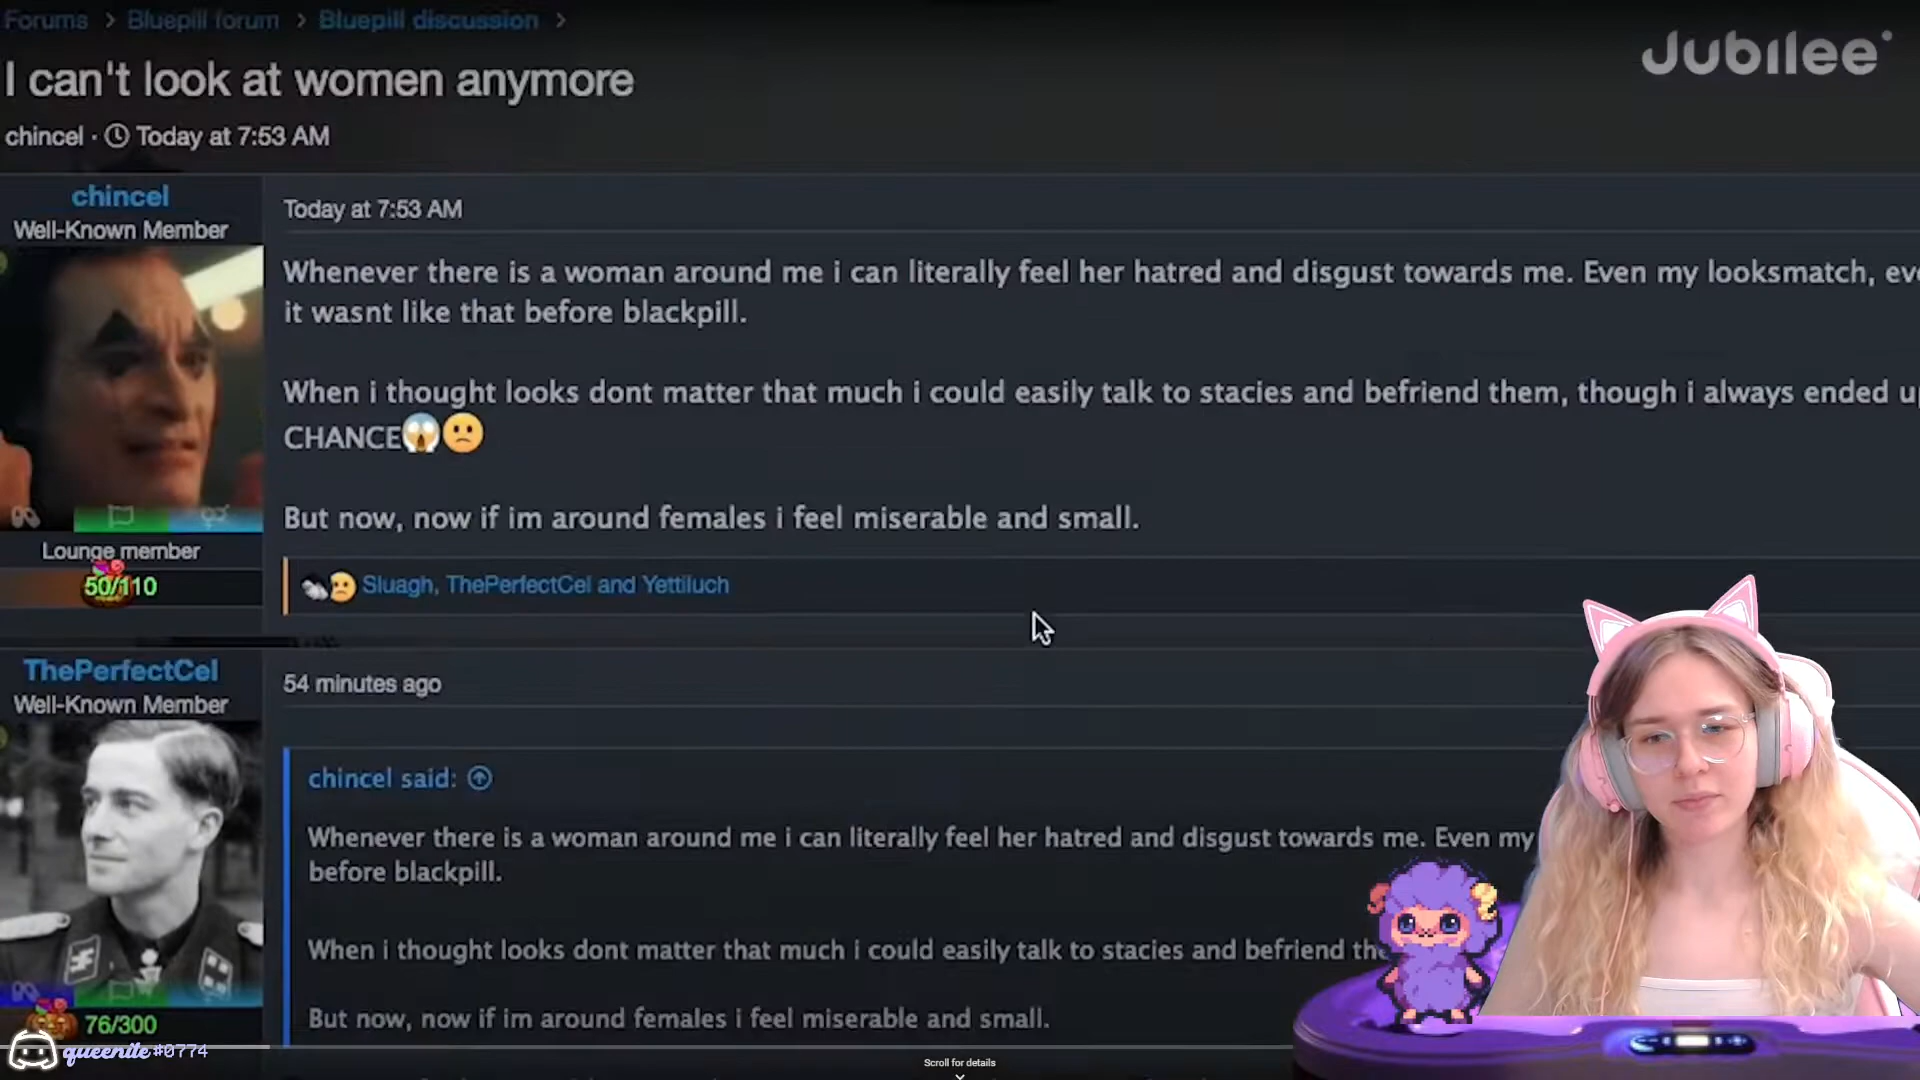 Forums > Bluepill forum > Bluepill discussion >
Jubilee
I can't look at women anymore
chincel · Today at 7:53 AM
chincel
Well-Known Member
Lounge member
50/110
Today at 7:53 AM
Whenever there is a woman around me i can literally feel her hatred and disgust towards me. Even my looksmatch,
it wasnt like that before blackpill.
When i thought looks dont matter that much i could easily talk to stacies and befriend them, though i always ended
CHANCE😱🙁
But now, now if im around females i feel miserable and small.
Sluagh, ThePerfectCel and Yettiluch
ThePerfectCel
Well-Known Member
76/300
54 minutes ago
chincel said:
Whenever there is a woman around me i can literally feel her hatred and disgust towards me. Even my
before blackpill.
When i thought looks dont matter that much i could easily talk to stacies and befriend
But now, now if im around females i feel miserable and small.
queenile #0774
Scroll for details